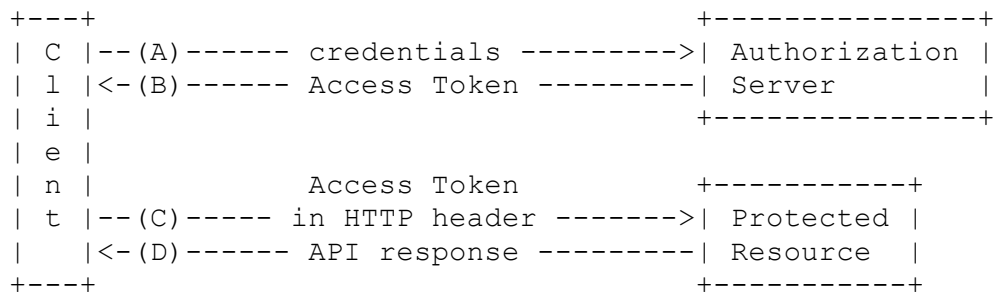 +---+                                  +---------------+
| C |--(A)------ credentials --------->| Authorization |
| l |<-(B)------ Access Token ---------| Server        |
| i |                                  +---------------+
| e |
| n |            Access Token          +-----------+
| t |--(C)----- in HTTP header ------->| Protected |
|   |<-(D)------ API response ---------| Resource  |
+---+                                  +-----------+